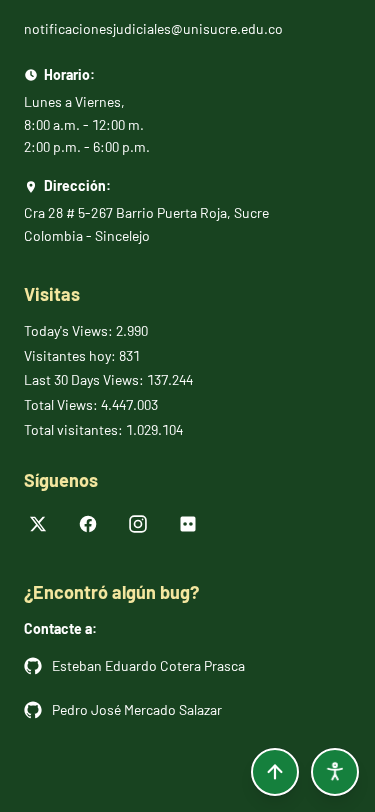 notificacionesjudiciales@unisucre.edu.co
Horario:
Lunes a Viernes,
8:00 a.m. - 12:00 m.
2:00 p.m. - 6:00 p.m.
Dirección:
Cra 28 # 5-267 Barrio Puerta Roja, Sucre
Colombia - Sincelejo
Visitas
Today's Views: 2.990
Visitantes hoy: 831
Last 30 Days Views: 137.244
Total Views: 4.447.003
Total visitantes: 1.029.104
Síguenos
¿Encontró algún bug?
Contacte a:
Esteban Eduardo Cotera Prasca
Pedro José Mercado Salazar